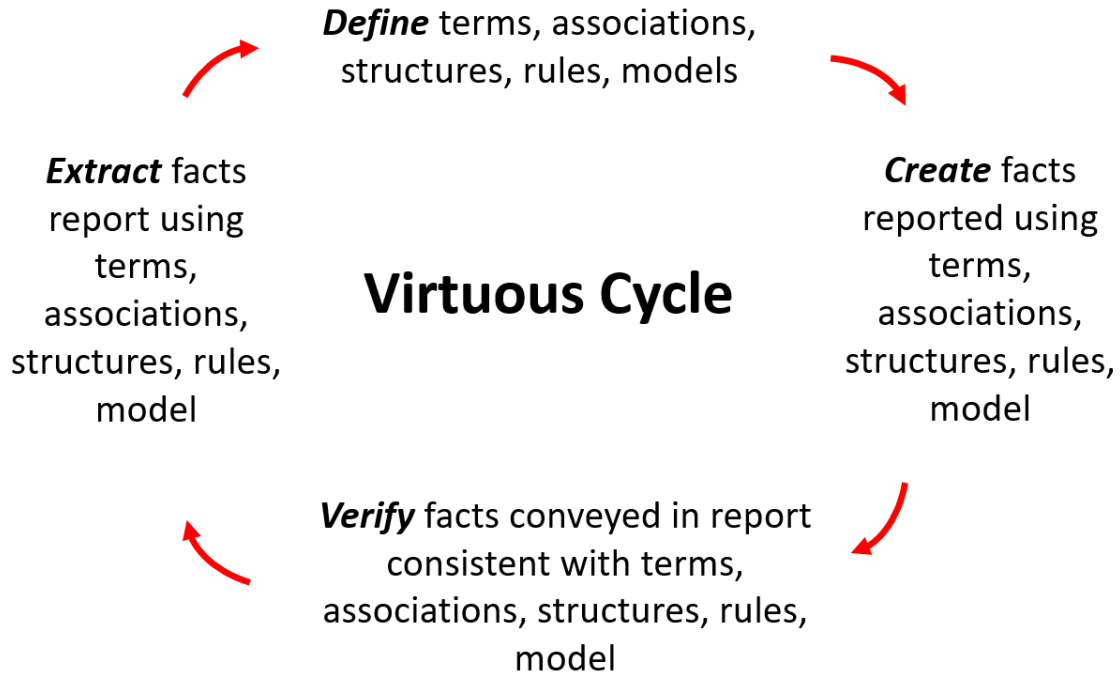 Define terms, associations,
structures, rules, models
Extract facts
report using
terms,
associations,
structures, rules,
model
Virtuous Cycle
Create facts
reported using
terms,
associations,
structures, rules,
model
Verify facts conveyed in report
consistent with terms,
associations, structures, rules,
model